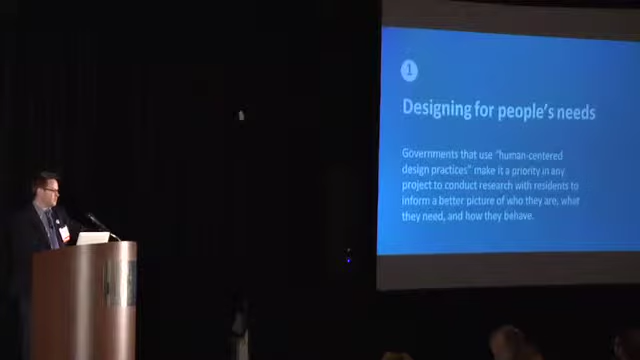 1
Designing for people's needs
Governments that use "human-centered
design practices" make it a priority in any
project to conduct research with residents to
inform a better picture of who they are, what
they need, and how they behave.